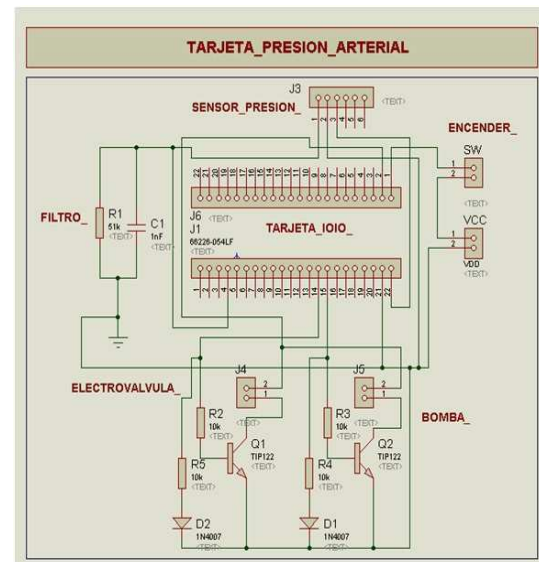 TARJETA_PRESION_ARTERIAL
J3
<TEXT>
SENSOR_PRESION_
1 2 3 4 5 6
ENCENDER_
SW
1
2
<TEXT>
22 21 20 19 18 17 16 15 14 13 12 11 10 9 8 7 6 5 4 3 2 1
FILTRO_
R1
51k
<TEXT>
C1
1nF
<TEXT>
J6
<TEXT>
J1
66226-054LF
<TEXT>
TARJETA_IOIO_
VCC
1
2
VDD
<TEXT>
1 2 3 4 5 6 7 8 9 10 11 12 13 14 15 16 17 18 19 20 21 22
ELECTROVALVULA_
J4
2
1
<TEXT>
J5
2
1
<TEXT>
BOMBA_
R2
10k
<TEXT>
Q1
TIP122
<TEXT>
R3
10k
<TEXT>
Q2
TIP122
<TEXT>
R5
10k
<TEXT>
R4
10k
<TEXT>
D2
1N4007
<TEXT>
D1
1N4007
<TEXT>